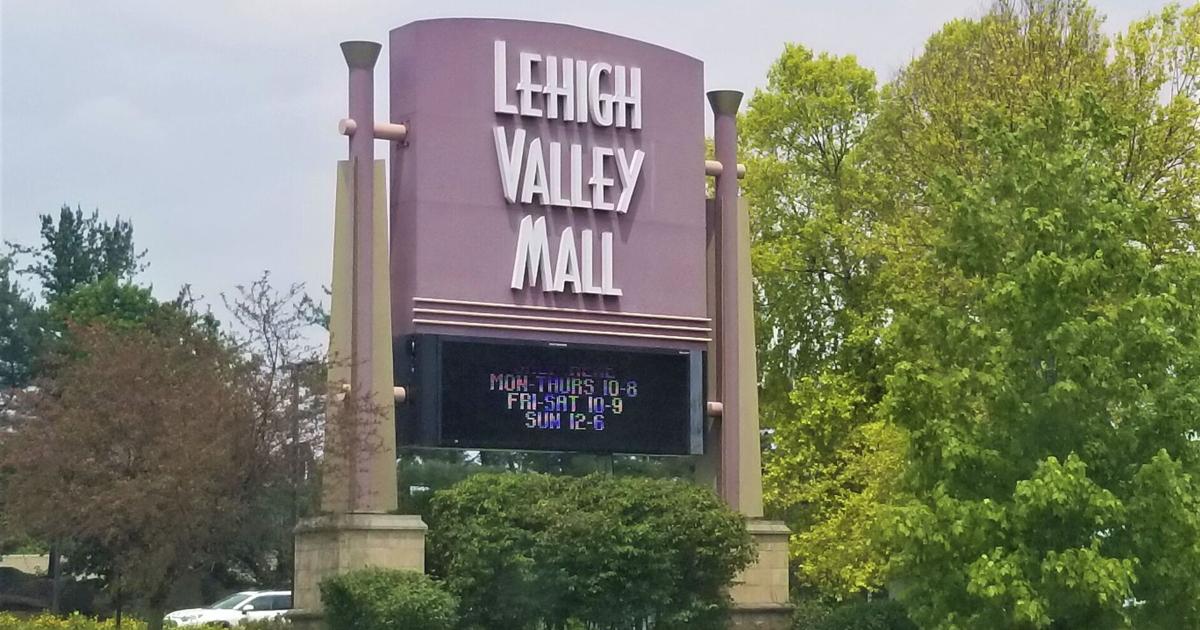 LEHIGH
VALLEY
MALL
MON-THURS 10-8
FRI-SAT 10-9
SUN 12-6